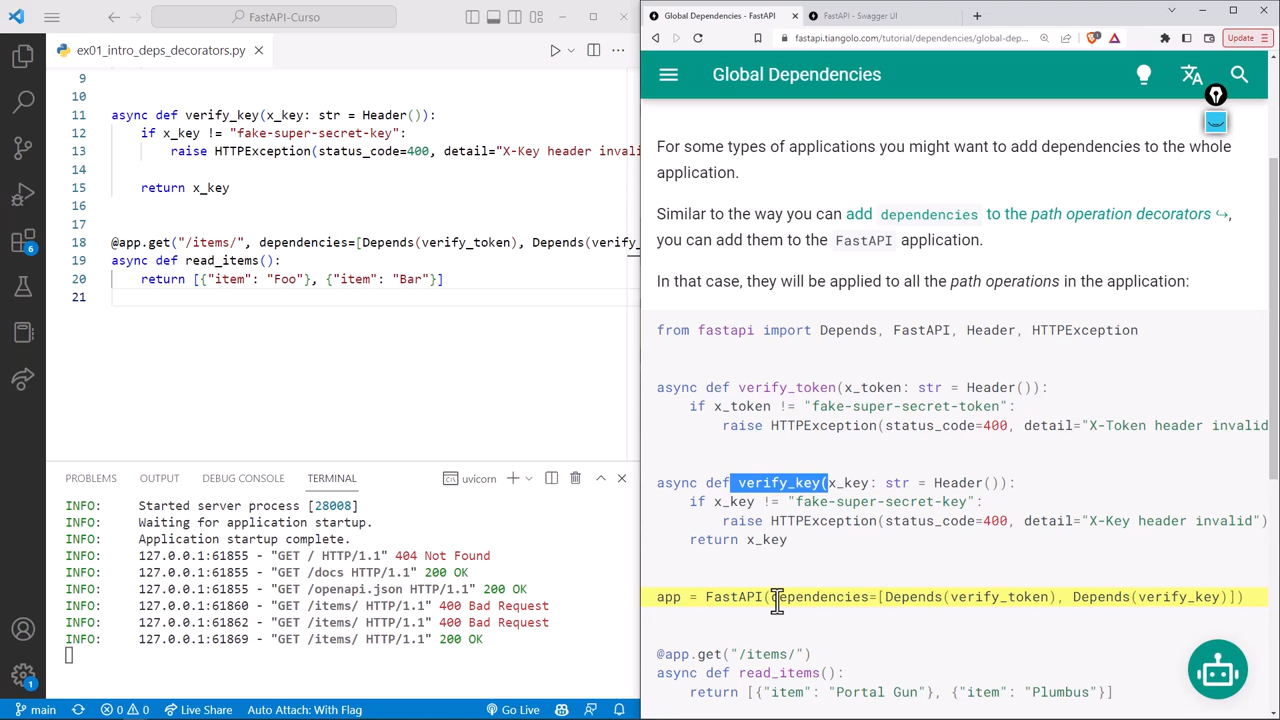 FastAPI-Curso
ex01_intro_deps_decorators.py
9
10
11 async def verify_key(x_key: str = Header()):
12 if x_key != "fake-super-secret-key":
13 raise HTTPException(status_code=400, detail="X-Key header invali
14
15 return x_key
16
17
18 @app.get("/items/", dependencies=[Depends(verify_token), Depends(verify_
19 async def read_items():
20 return [{"item": "Foo"}, {"item": "Bar"}]
21
6
1
PROBLEMS OUTPUT DEBUG CONSOLE TERMINAL uvicorn
INFO: Started server process [28008]
INFO: Waiting for application startup.
INFO: Application startup complete.
INFO: 127.0.0.1:61855 - "GET / HTTP/1.1" 404 Not Found
INFO: 127.0.0.1:61855 - "GET /docs HTTP/1.1" 200 OK
INFO: 127.0.0.1:61855 - "GET /openapi.json HTTP/1.1" 200 OK
INFO: 127.0.0.1:61860 - "GET /items/ HTTP/1.1" 400 Bad Request
INFO: 127.0.0.1:61862 - "GET /items/ HTTP/1.1" 400 Bad Request
INFO: 127.0.0.1:61869 - "GET /items/ HTTP/1.1" 200 OK
main 0 0 Live Share Auto Attach: With Flag Go Live
Global Dependencies - FastAPI
FastAPI - Swagger UI
fastapi.tiangolo.com/tutorial/dependencies/global-dep...
Update
Global Dependencies
For some types of applications you might want to add dependencies to the whole
application.
Similar to the way you can add dependencies to the path operation decorators ↪,
you can add them to the FastAPI application.
In that case, they will be applied to all the path operations in the application:
from fastapi import Depends, FastAPI, Header, HTTPException
async def verify_token(x_token: str = Header()):
if x_token != "fake-super-secret-token":
raise HTTPException(status_code=400, detail="X-Token header invalid
async def verify_key(x_key: str = Header()):
if x_key != "fake-super-secret-key":
raise HTTPException(status_code=400, detail="X-Key header invalid")
return x_key
app = FastAPI(dependencies=[Depends(verify_token), Depends(verify_key)])
@app.get("/items/")
async def read_items():
return [{"item": "Portal Gun"}, {"item": "Plumbus"}]